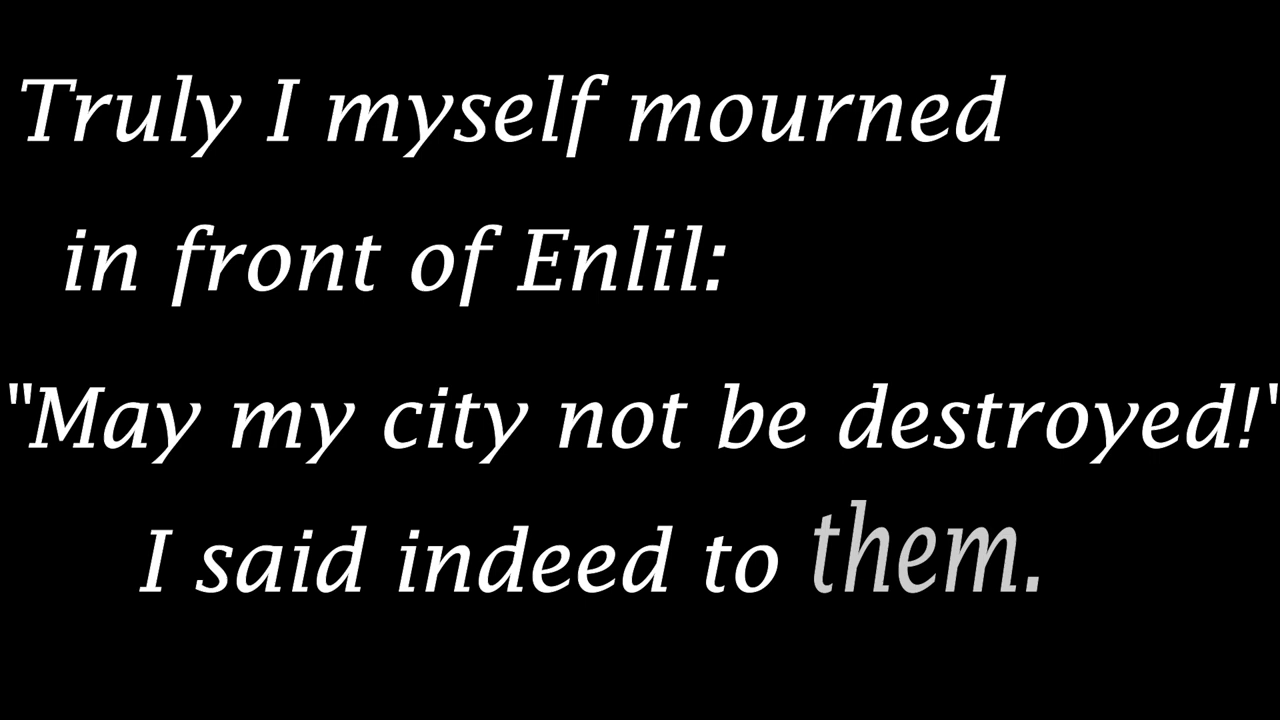 Truly I myself mourned
in front of Enlil:
"May my city not be destroyed!"
I said indeed to them.